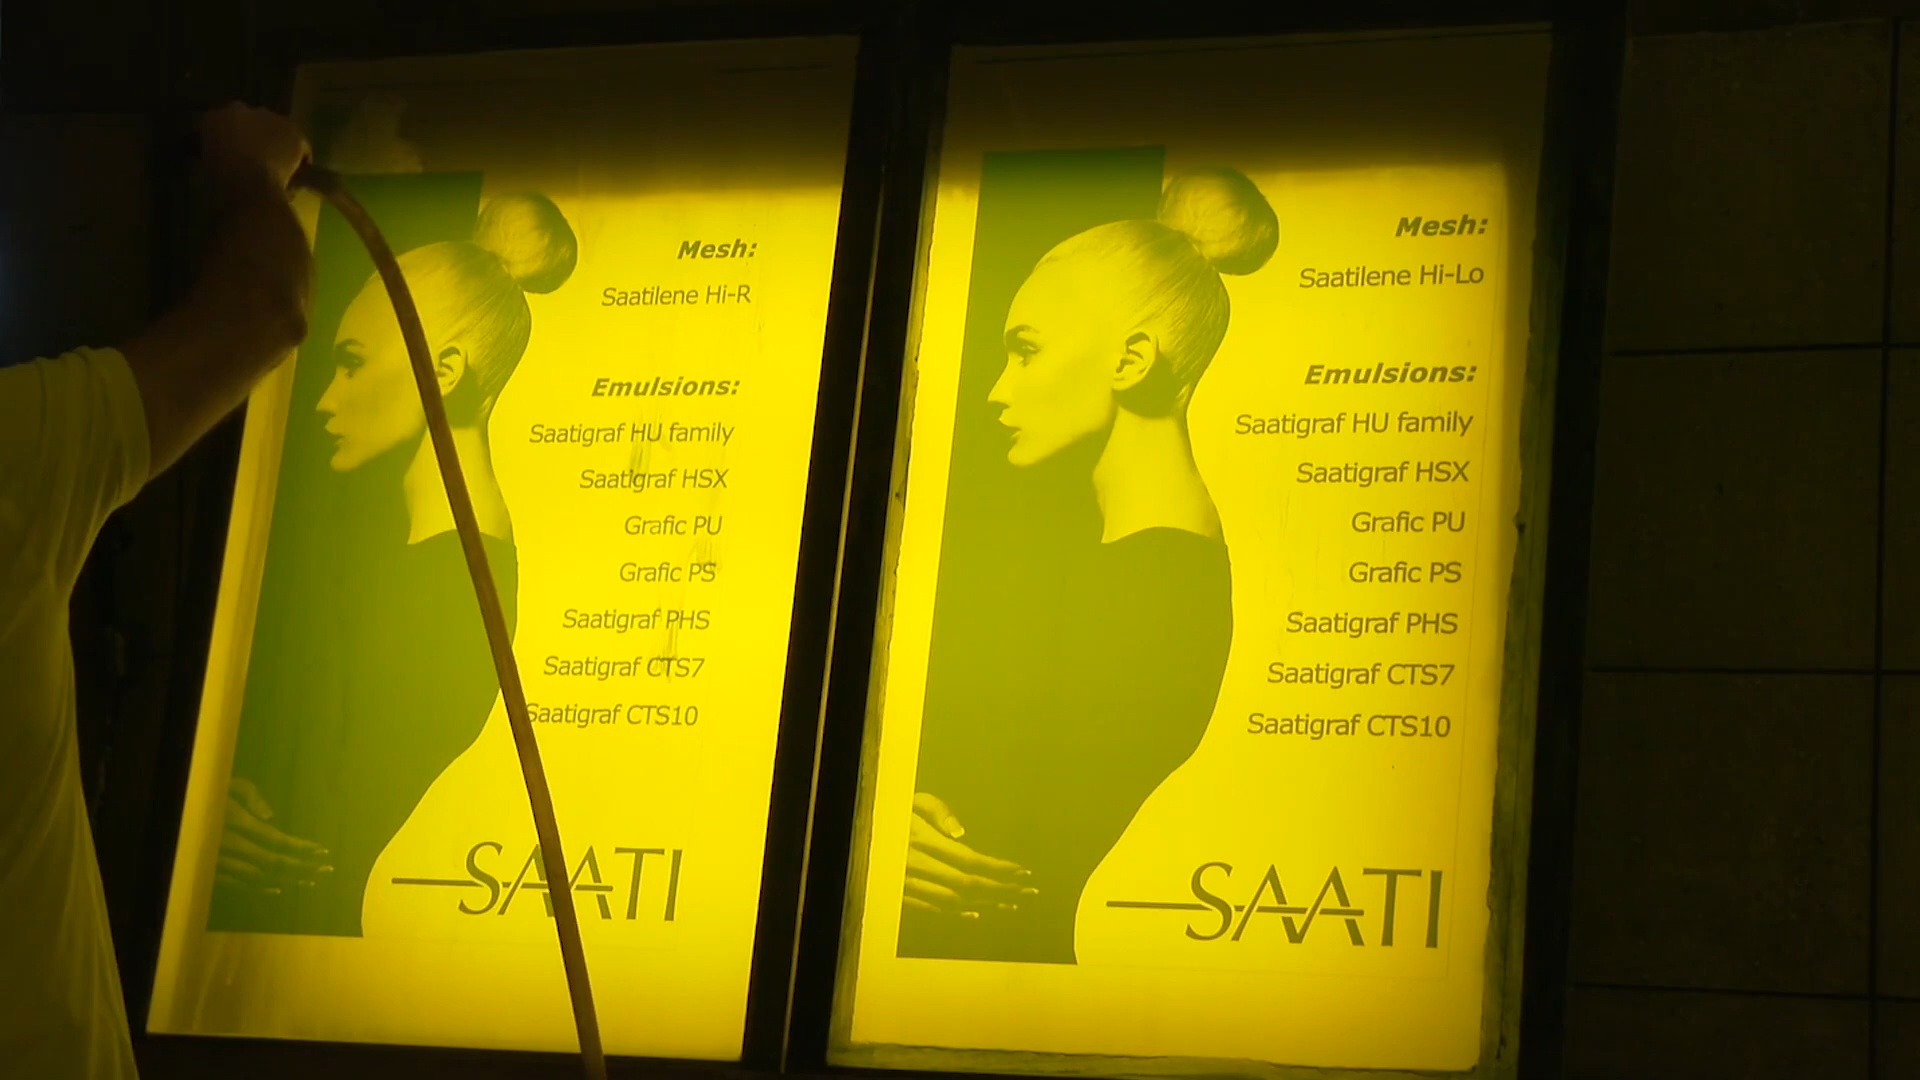 Mesh:
Saatilene Hi-R
Emulsions:
Saatigraf HU family
Saatigraf HSX
Grafic PU
Grafic PS
Saatigraf PHS
Saatigraf CTS7
Saatigraf CTS10
SAATI
Mesh:
Saatilene Hi-Lo
Emulsions:
Saatigraf HU family
Saatigraf HSX
Grafic PU
Grafic PS
Saatigraf PHS
Saatigraf CTS7
Saatigraf CTS10
SAATI